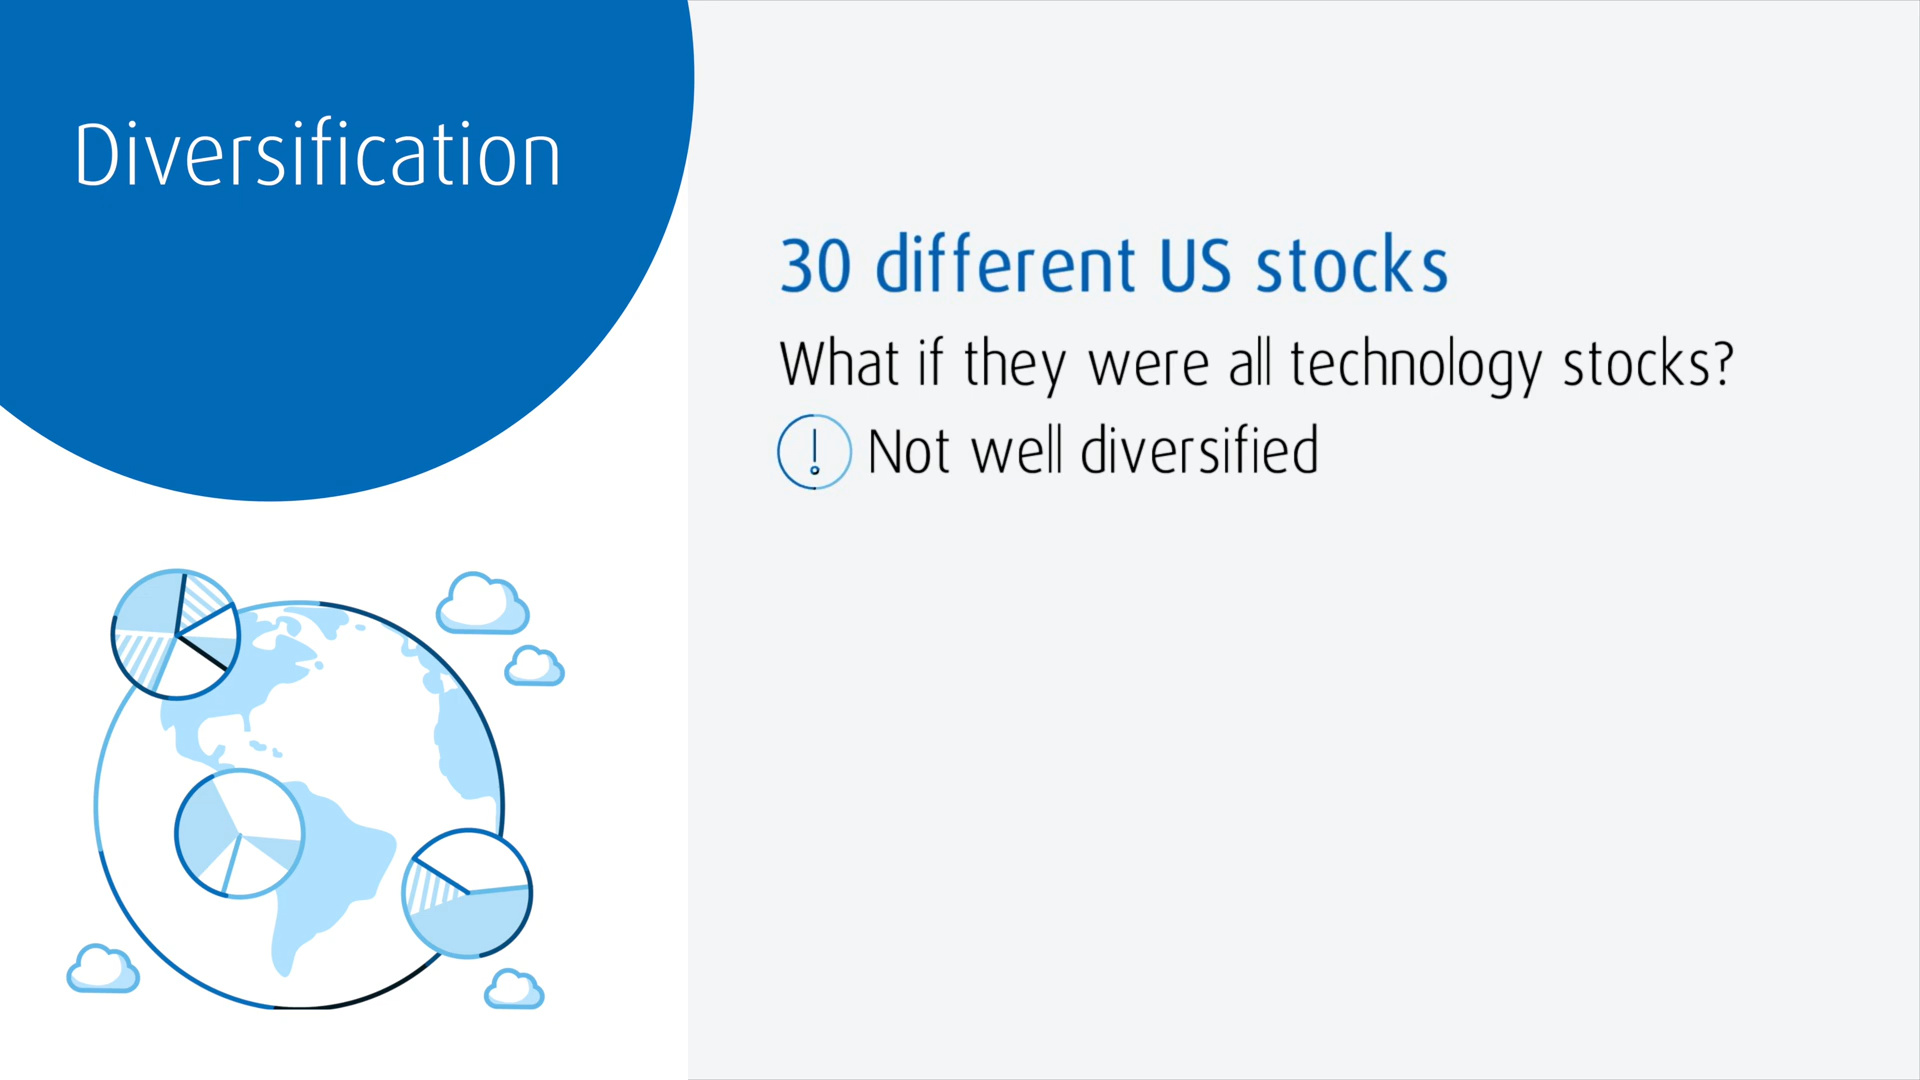 Diversification
30 different US stocks
What if they were all technology stocks?
! Not well diversified